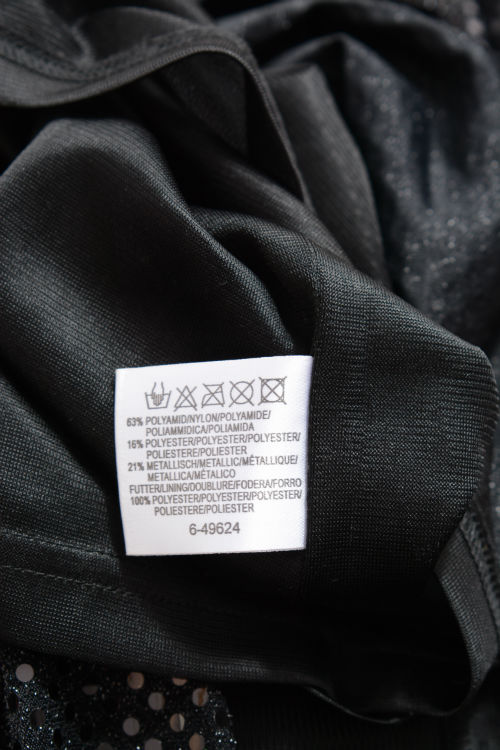 63% POLYAMID/NYLON/POLYAMIDE/
POLIAMMIDICA/POLIAMIDA
16% POLYESTER/POLYESTER/POLYESTER/
POLIESTERE/POLIESTER
21% METALLISCH/METALLIC/MÉTALLIQUE/
METALLICA/METÁLICO
FUTTER/LINING/DOUBLURE/FODERA/FORRO
100% POLYESTER/POLYESTER/POLYESTER/
POLIESTERE/POLIESTER
6-49624